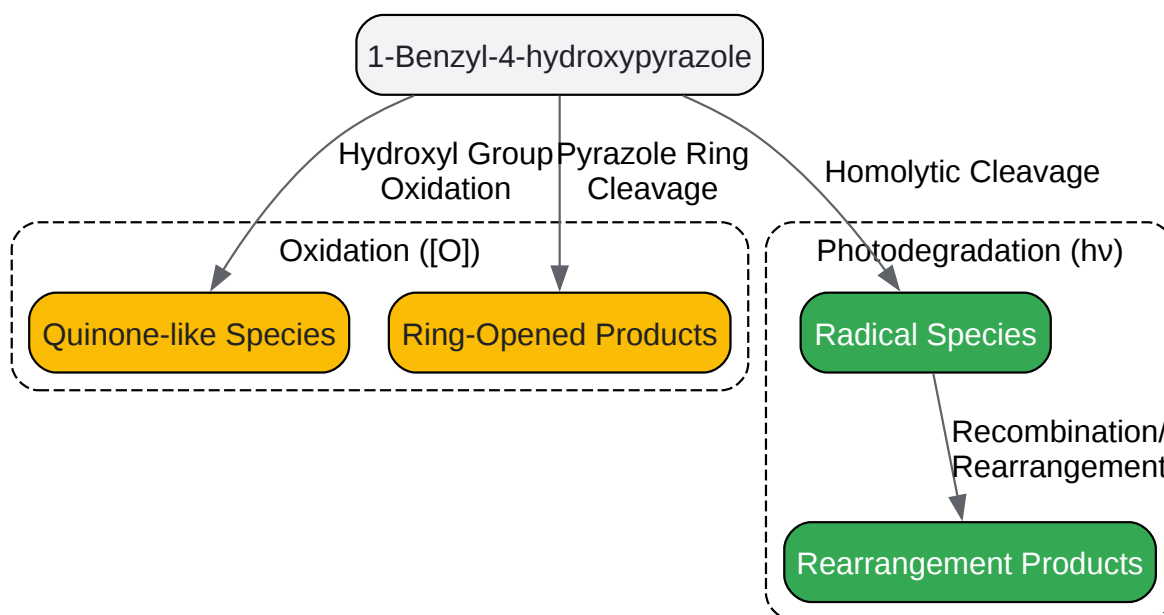 1-Benzyl-4-hydroxypyrazole
Hydroxyl Group
Oxidation
Pyrazole Ring
Cleavage
Homolytic Cleavage
Oxidation ([O])
Photodegradation (hν)
Quinone-like Species
Ring-Opened Products
Radical Species
Recombination/
Rearrangement
Rearrangement Products